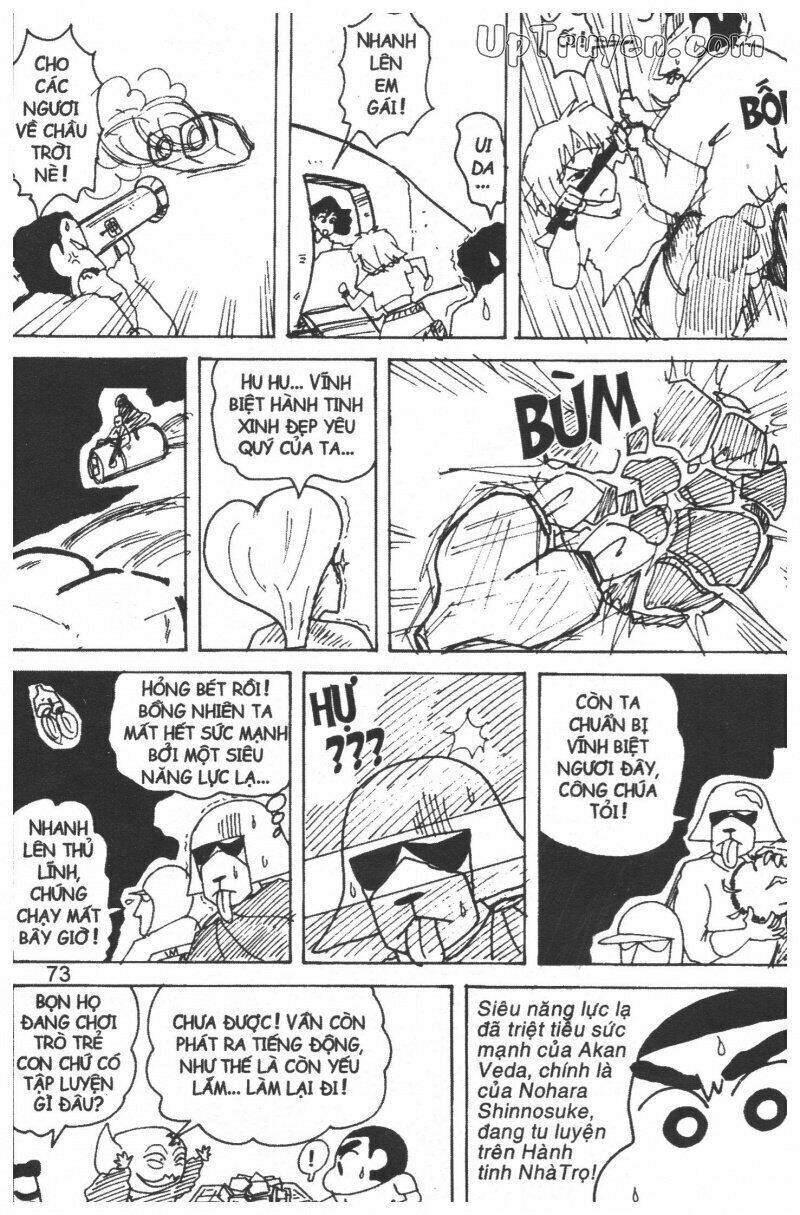 UpTruyen.com
CHO
CÁC
NGƯƠI
VỀ CHẦU
TRỜI
NÈ!
NHANH
LÊN
EM
GÁI!
UI
DA...
HU HU... VĨNH
BIỆT HÀNH TINH
XINH ĐẸP YÊU
QUÝ CỦA TA...
BÙM
HỎNG BÉT RỒI!
BỖNG NHIÊN TA
MẤT HẾT SỨC MẠNH
BỞI MỘT SIÊU
NĂNG LỰC LẠ...
NHANH
LÊN THỦ
LĨNH,
CHÚNG
CHẠY MẤT
BÂY GIỜ!
HỰ
???
CÒN TA
CHUẨN BỊ
VĨNH BIỆT
NGƯƠI ĐÂY,
CÔNG CHÚA
TỎI!
73
BỌN HỌ
ĐANG CHƠI
TRÒ TRẺ
CON CHỨ CÓ
TẬP LUYỆN
GÌ ĐÂU?
CHƯA ĐƯỢC! VẪN CÒN
PHÁT RA TIẾNG ĐỘNG,
NHƯ THẾ LÀ CÒN YẾU
LẮM... LÀM LẠI ĐI!
!
Siêu năng lực lạ
đã triệt tiêu sức
mạnh của Akan
Veda, chính là
của Nohara
Shinnosuke,
đang tu luyện
trên Hành
tinh Nhà Trọ!